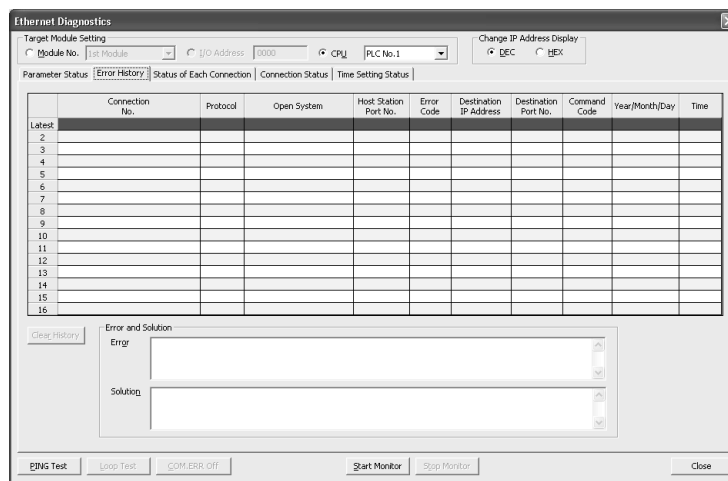 Ethernet Diagnostics
Target Module Setting
Module No. 1st Module I/O Address 0000 CPU PLC No.1
Change IP Address Display
DEC HEX
Parameter Status Error History Status of Each Connection Connection Status Time Setting Status
Connection No. Protocol Open System Host Station Port No. Error Code Destination IP Address Destination Port No. Command Code Year/Month/Day Time
Latest
2
3
4
5
6
7
8
9
10
11
12
13
14
15
16
Clear History
Error and Solution
Error
Solution
PING Test Loop Test COM.ERR Off Start Monitor Stop Monitor Close